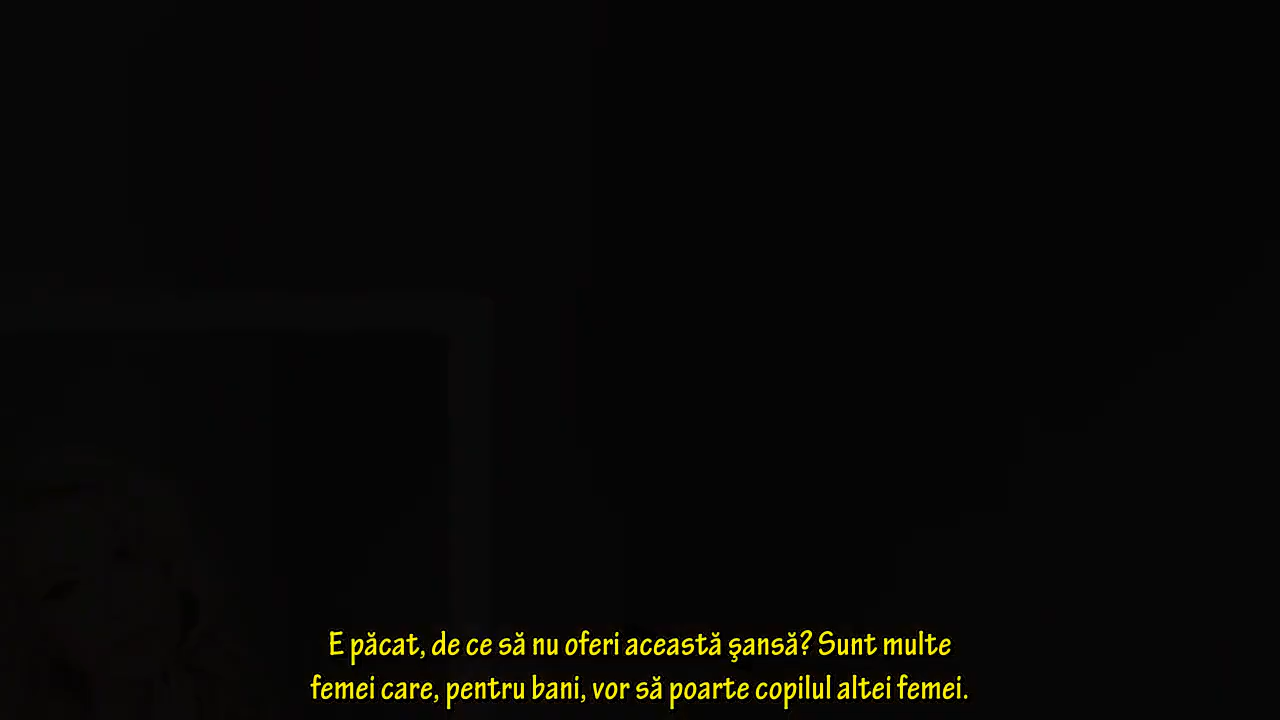 E păcat, de ce să nu oferi această şansă? Sunt multe
femei care, pentru bani, vor să poarte copilul altei femei.